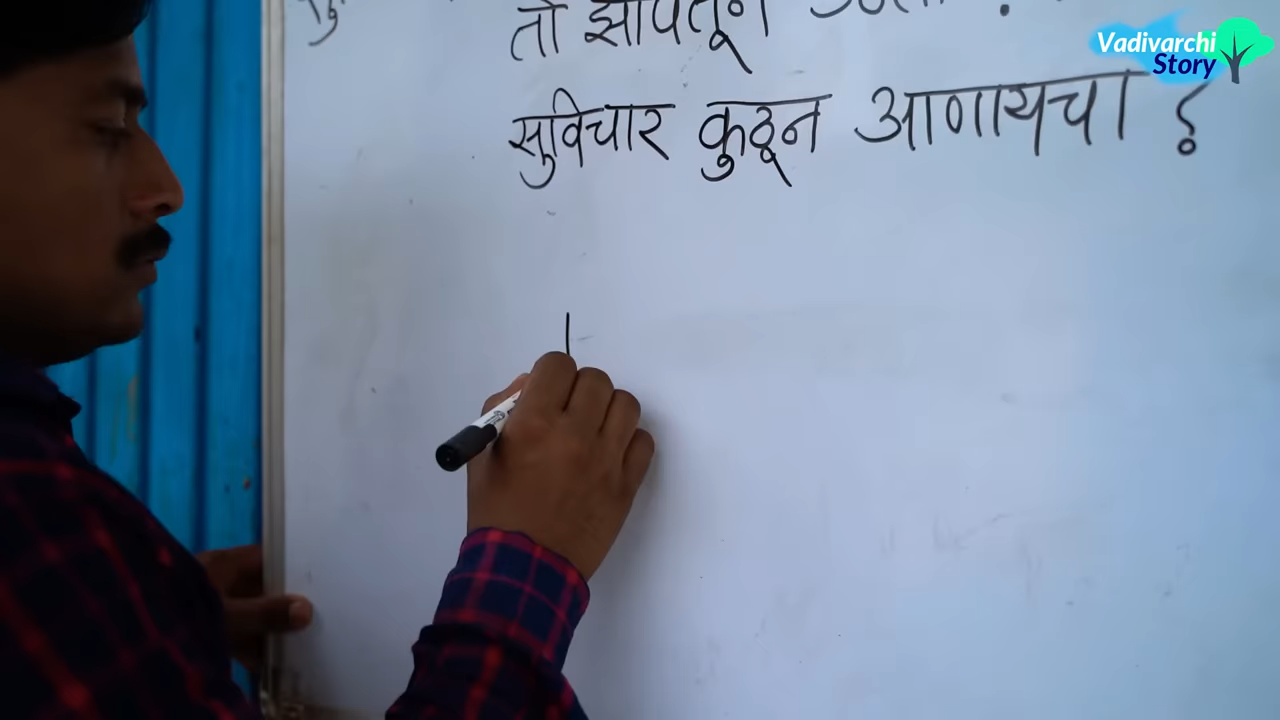 तो झोपेतून
सुविचार कुठून आणायचा ?
Vadivarchi
Story